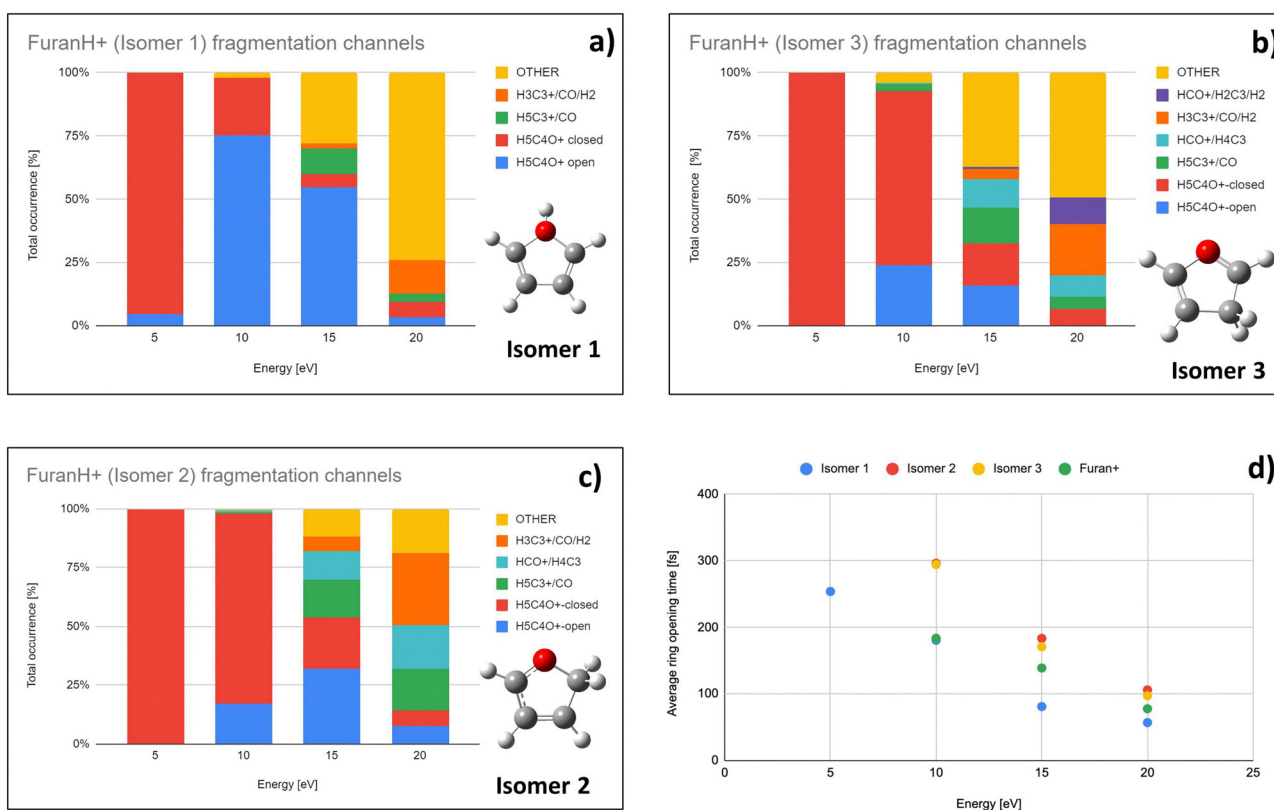 FuranH+ (Isomer 1) fragmentation channels
a)
100%
75%
50%
25%
0%
Total occurrence [%]
5
10
15
20
Energy [eV]
OTHER
H3C3+/CO/H2
H5C3+/CO
H5C4O+ closed
H5C4O+ open
Isomer 1
FuranH+ (Isomer 3) fragmentation channels
b)
100%
75%
50%
25%
0%
Total occurrence [%]
5
10
15
20
Energy [eV]
OTHER
HCO+/H2C3/H2
H3C3+/CO/H2
HCO+/H4C3
H5C3+/CO
H5C4O+-closed
H5C4O+-open
Isomer 3
FuranH+ (Isomer 2) fragmentation channels
c)
100%
75%
50%
25%
0%
Total occurrence [%]
5
10
15
20
Energy [eV]
OTHER
H3C3+/CO/H2
HCO+/H4C3
H5C3+/CO
H5C4O+-closed
H5C4O+-open
Isomer 2
d)
Isomer 1 Isomer 2 Isomer 3 Furan+
400
300
200
100
0
Average ring opening time [fs]
0
5
10
15
20
25
Energy [eV]